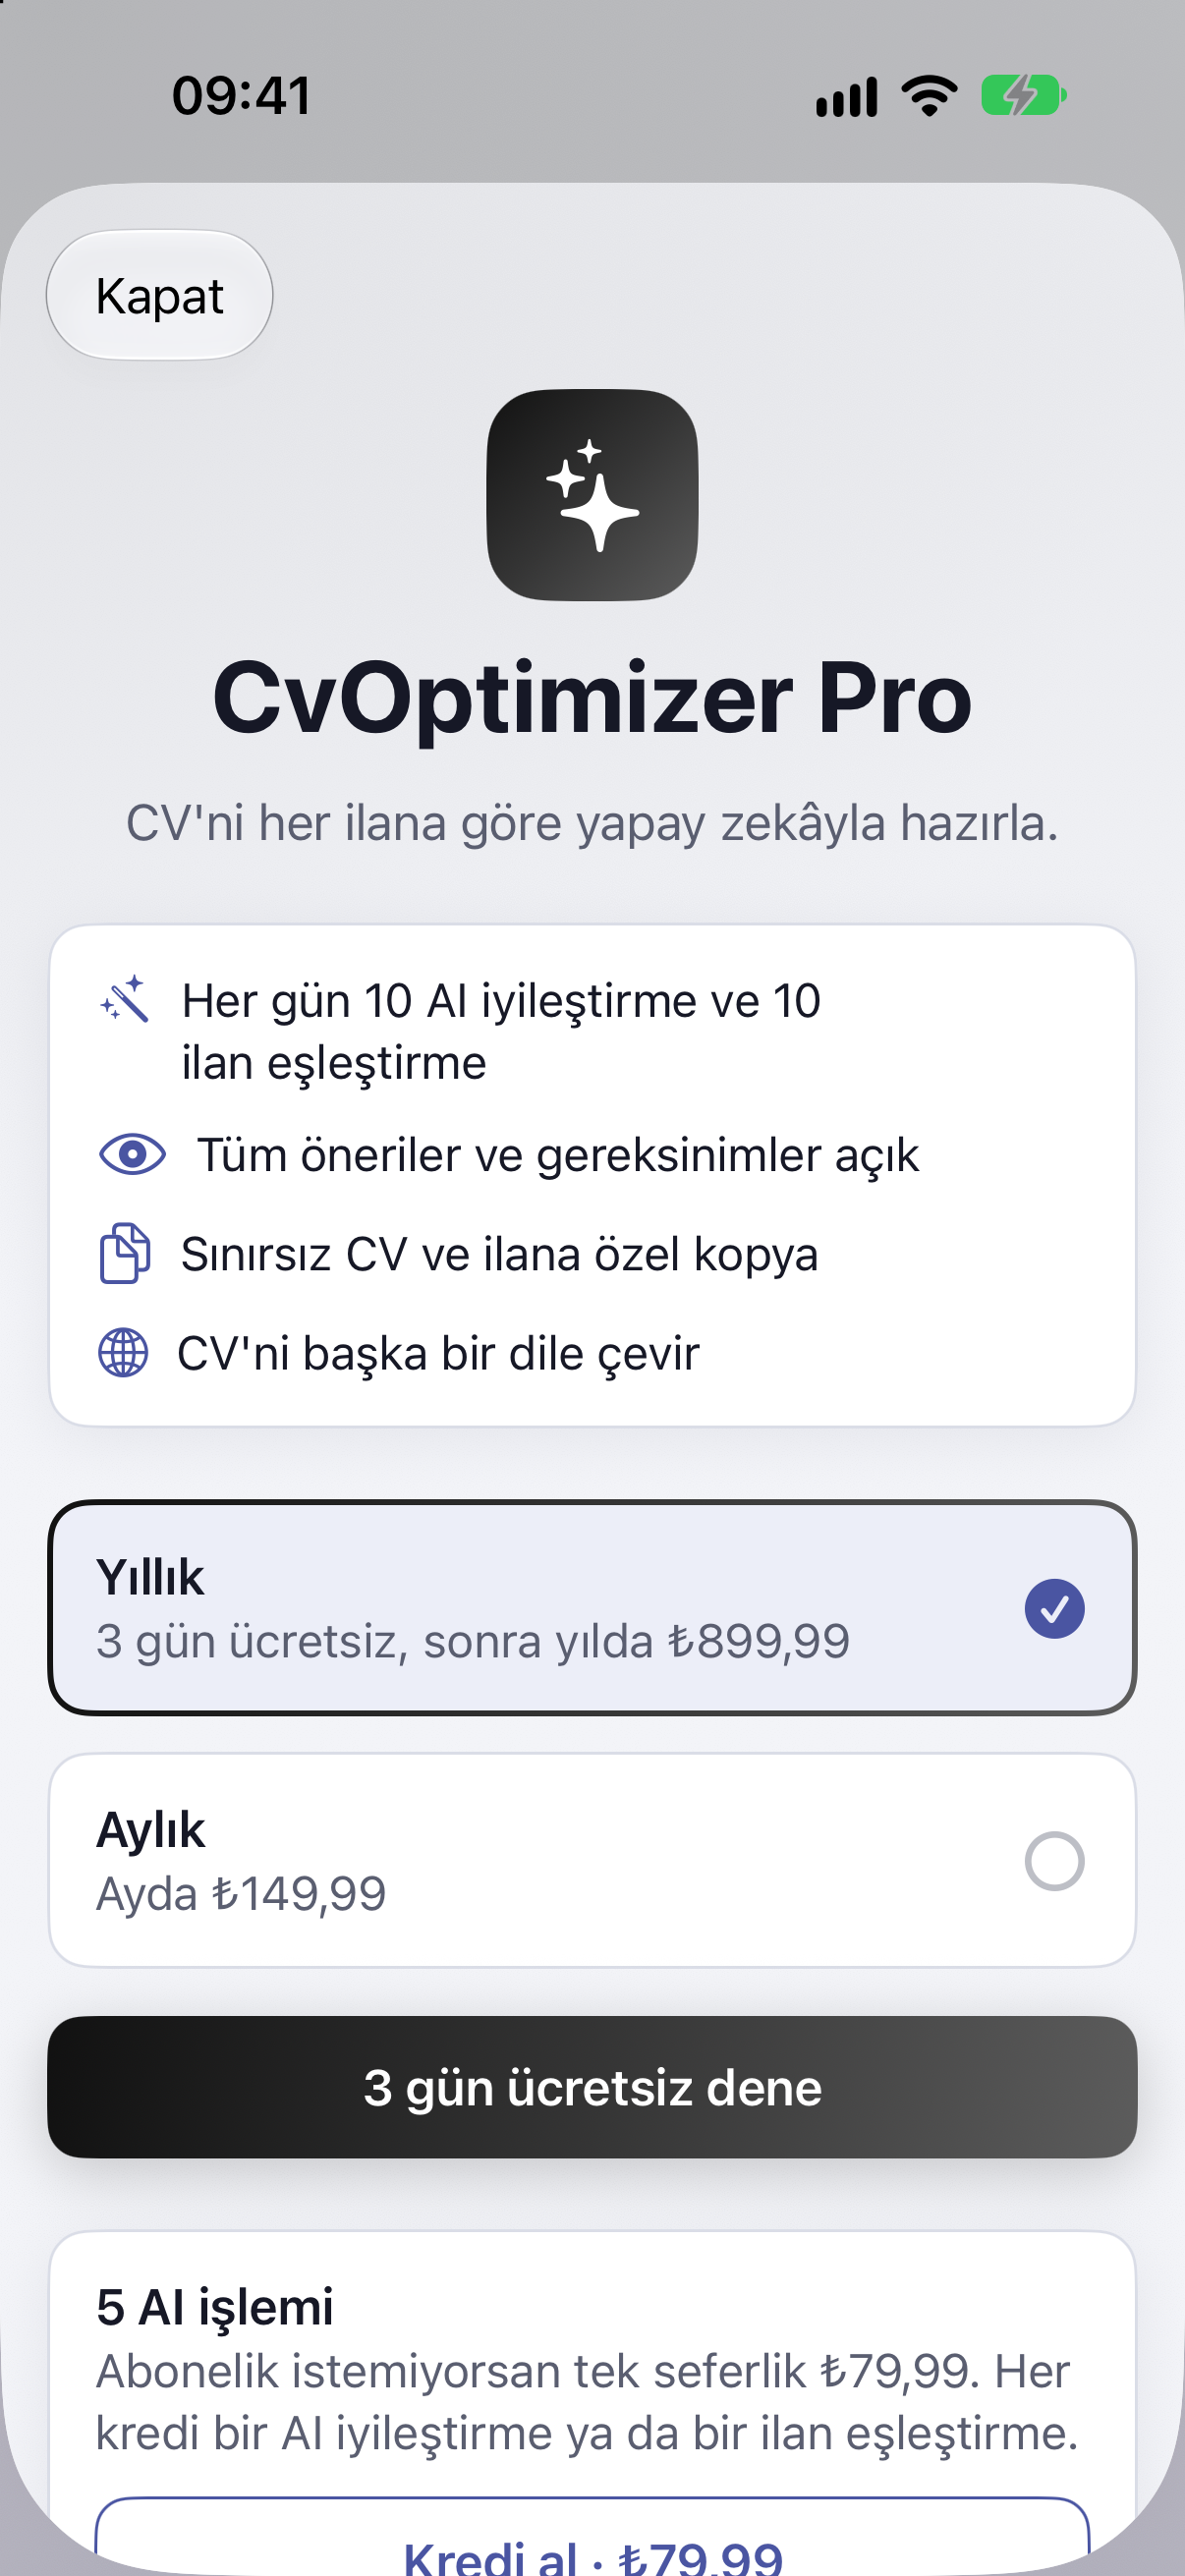 09:41
Kapat
CvOptimizer Pro
CV'ni her ilana göre yapay zekâyla hazırla.
Her gün 10 AI iyileştirme ve 10
ilan eşleştirme
Tüm öneriler ve gereksinimler açık
Sınırsız CV ve ilana özel kopya
CV'ni başka bir dile çevir
Yıllık
3 gün ücretsiz, sonra yılda ₺899,99
Aylık
Ayda ₺149,99
3 gün ücretsiz dene
5 AI işlemi
Abonelik istemiyorsan tek seferlik ₺79,99. Her
kredi bir AI iyileştirme ya da bir ilan eşleştirme.
Kredi al · ₺79,99